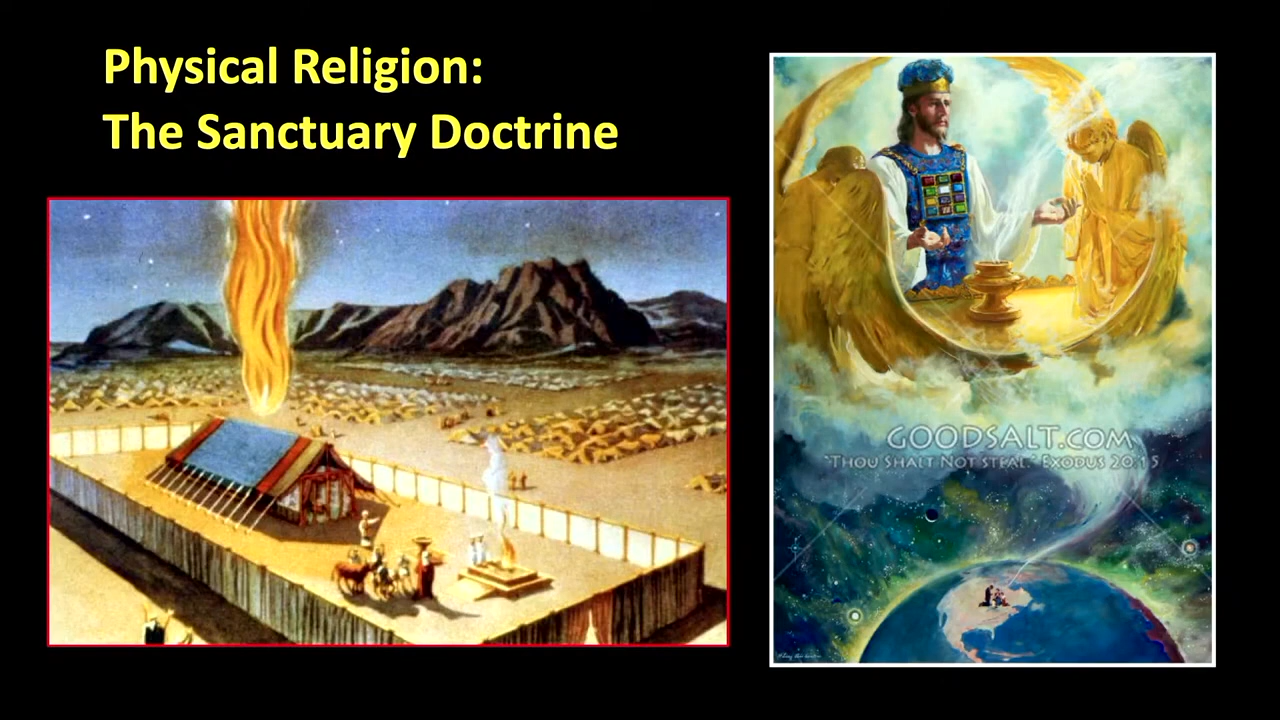 Physical Religion:
The Sanctuary Doctrine
GOODSALT.COM
"THOU SHALT NOT STEAL." EXODUS 20:15